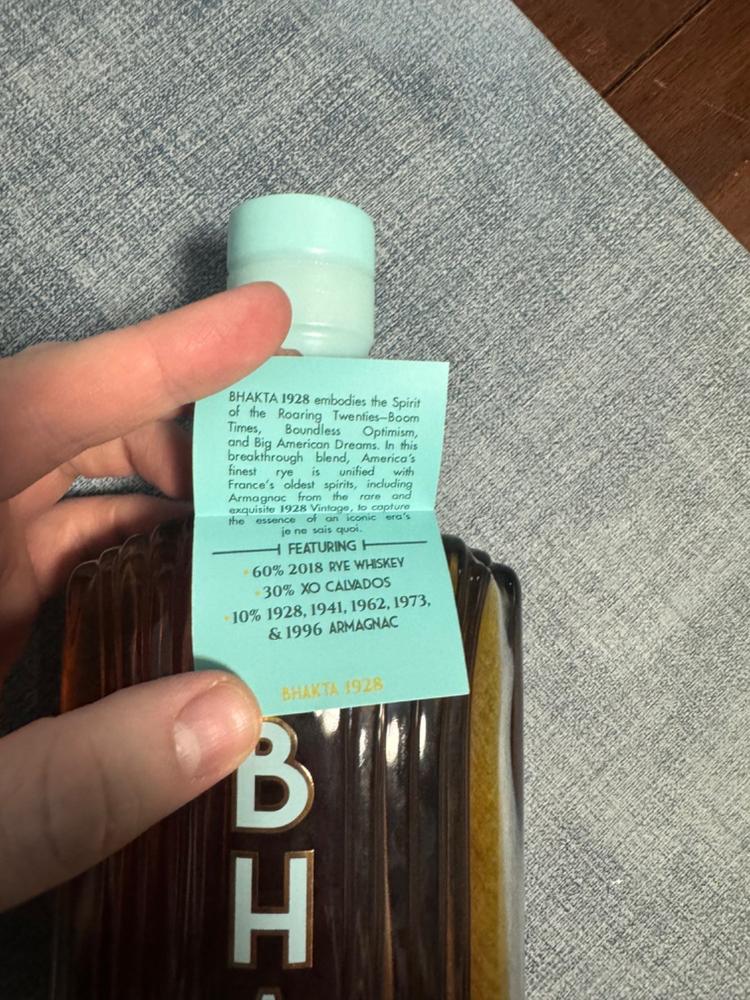 BHAKTA 1928 embodies the Spirit
of the Roaring Twenties—Boom
Times, Boundless Optimism,
and Big American Dreams. In this
breakthrough blend, America's
finest rye is unified with
France's oldest spirits, including
Armagnac from the rare and
exquisite 1928 Vintage, to capture
the essence of an iconic era's
je ne sais quoi.
FEATURING
• 60% 2018 RYE WHISKEY
• 30% XO CALVADOS
• 10% 1928, 1941, 1962, 1973,
& 1996 ARMAGNAC
BHAKTA 1928
B
H